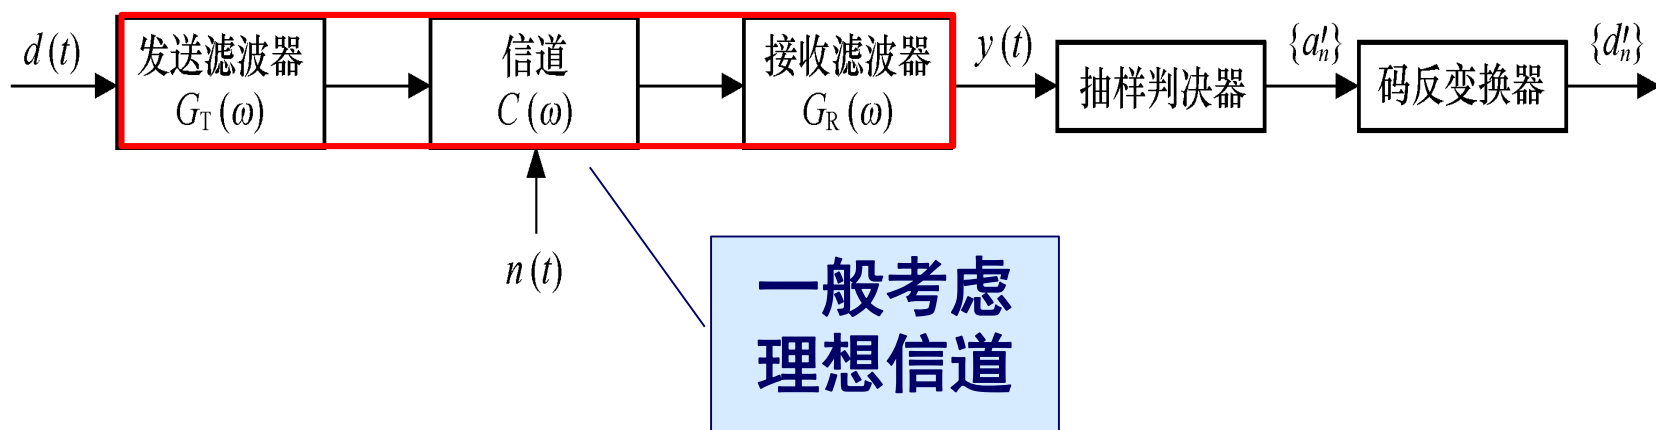 d(t)
发送滤波器
G_T(ω)
信道
C(ω)
接收滤波器
G_R(ω)
y(t)
抽样判决器
{a′_n}
码反变换器
{d′_n}
n(t)
一般考虑
理想信道